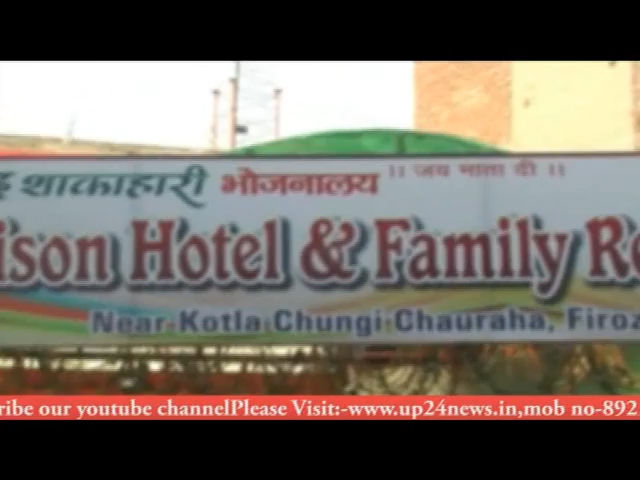 शाकाहारी भोजनालय ।। जय माता दी ।।
ison Hotel & Family Re
Near Kotla Chungi Chauraha, Firoz
ribe our youtube channelPlease Visit:-www.up24news.in,mob no-892